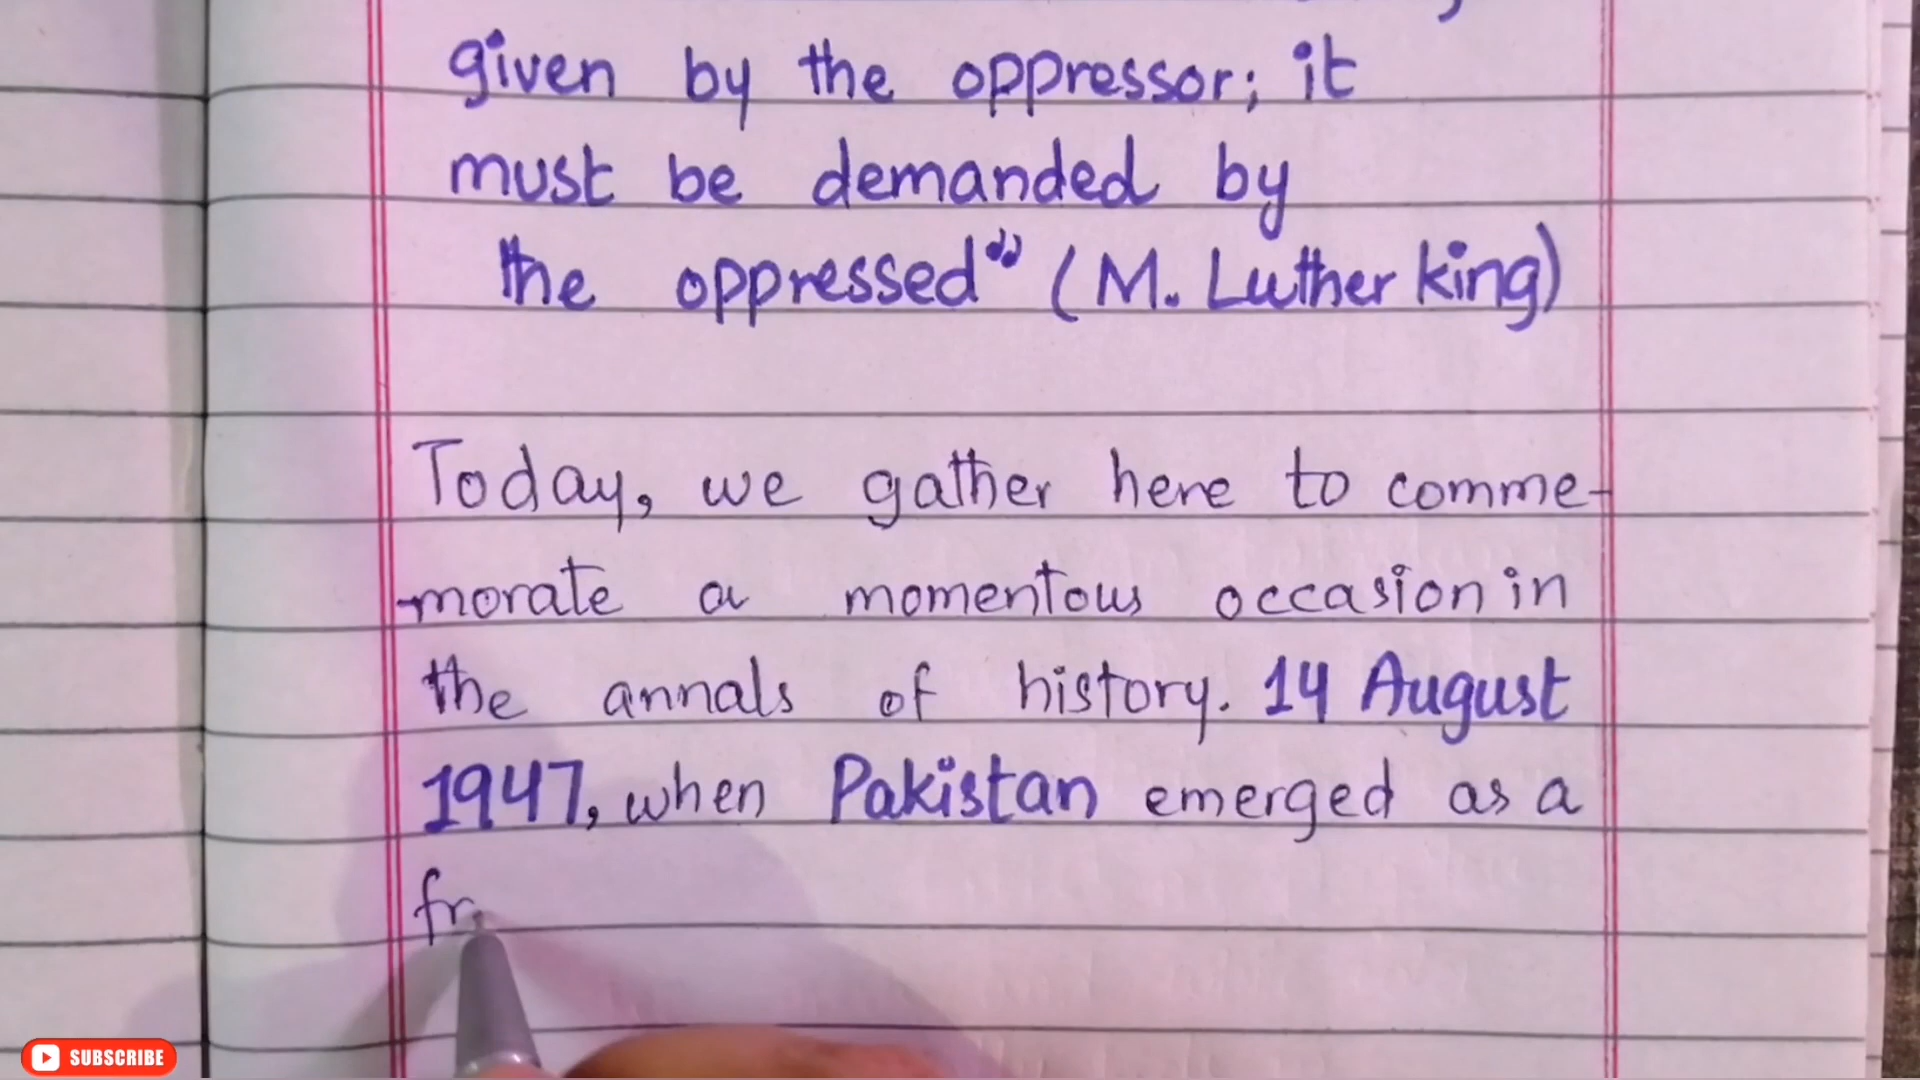 given by the oppressor; it
must be demanded by
the oppressed" (M. Luther king)
Today, we gather here to comme-
-morate a momentous occasion in
the annals of history. 14 August
1947, when Pakistan emerged as a
fr
SUBSCRIBE